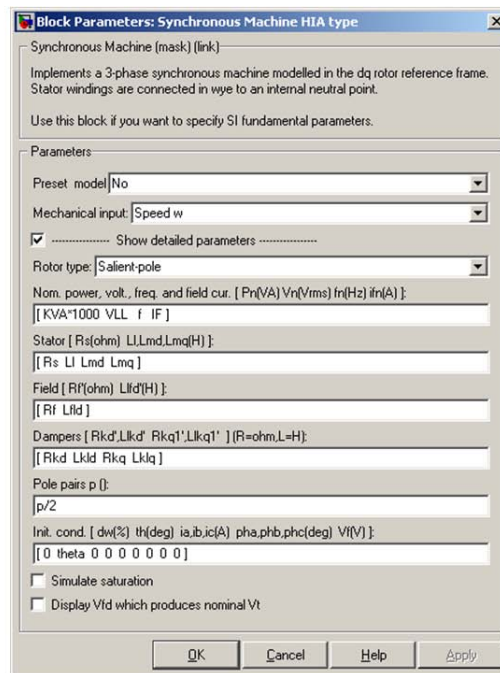 Block Parameters: Synchronous Machine HIA type
Synchronous Machine (mask) (link)
Implements a 3-phase synchronous machine modelled in the dq rotor reference frame.
Stator windings are connected in wye to an internal neutral point.
Use this block if you want to specify SI fundamental parameters.
Parameters
Preset model No
Mechanical input: Speed w
---------------- Show detailed parameters ----------------
Rotor type: Salient-pole
Nom. power, volt., freq. and field cur. [ Pn(VA) Vn(Vrms) fn(Hz) ifn(A) ]:
[ KVA*1000 VLL f IF ]
Stator [ Rs(ohm) Ll,Lmd,Lmq(H) ]:
[ Rs Ll Lmd Lmq ]
Field [ Rf'(ohm) Llfd'(H) ]:
[ Rf Lfld ]
Dampers [ Rkd',Llkd' Rkq1',Llkq1' ] (R=ohm,L=H):
[ Rkd Lkld Rkq Lklq ]
Pole pairs p ():
p/2
Init. cond. [ dw(%) th(deg) ia,ib,ic(A) pha,phb,phc(deg) Vf(V) ]:
[ 0 theta 0 0 0 0 0 0 0 ]
Simulate saturation
Display Vfd which produces nominal Vt
OK Cancel Help Apply